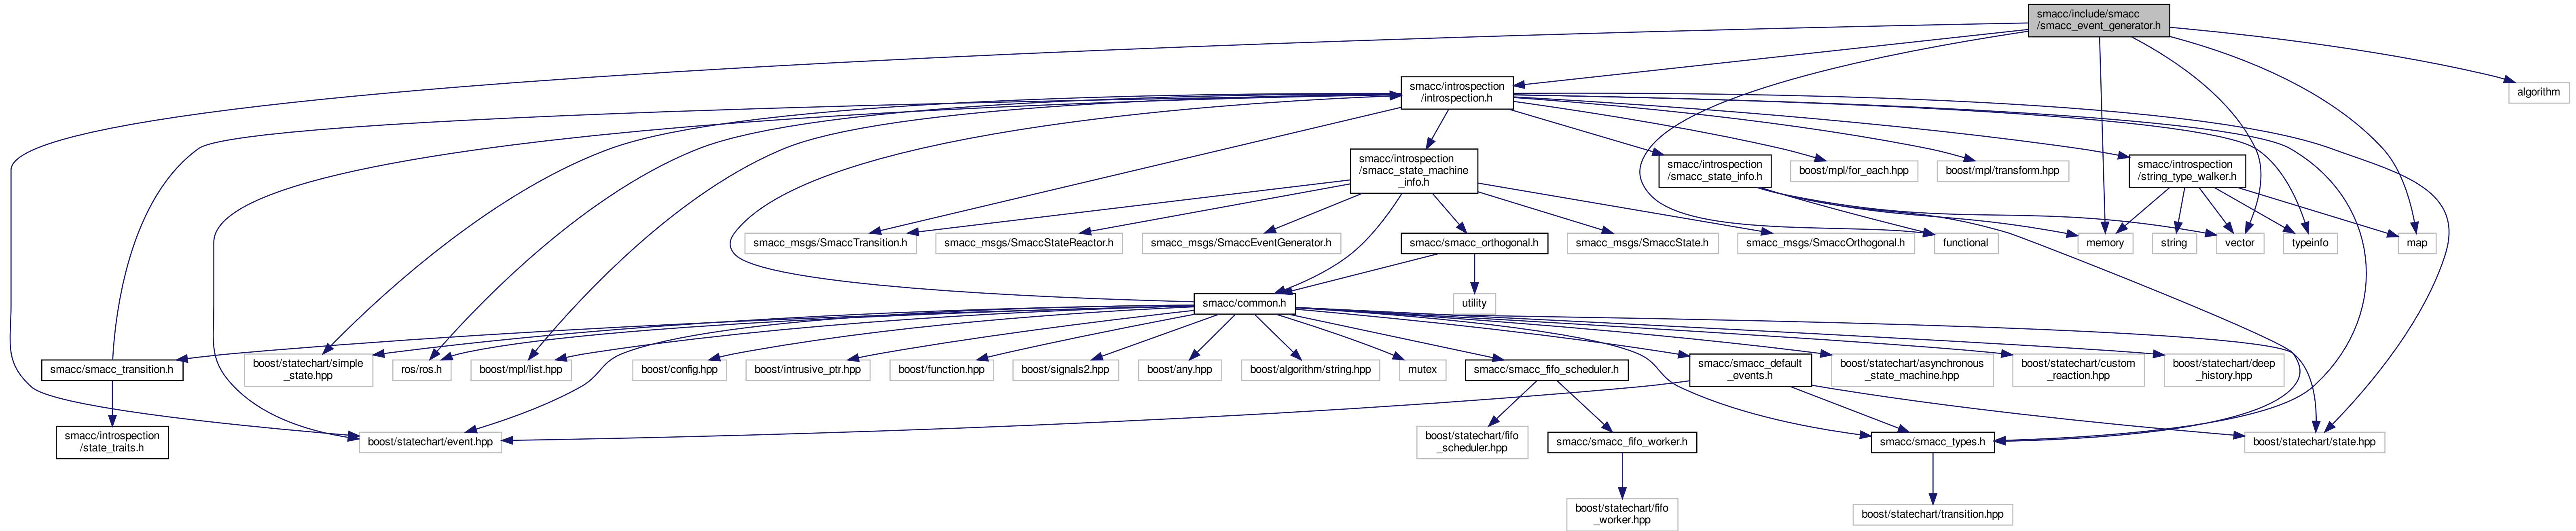 smacc/include/smacc
/smacc_event_generator.h
smacc/introspection
/introspection.h
algorithm
smacc/introspection
/smacc_state_machine
_info.h
smacc/introspection
/smacc_state_info.h
boost/mpl/for_each.hpp
boost/mpl/transform.hpp
smacc/introspection
/string_type_walker.h
smacc_msgs/SmaccTransition.h
smacc_msgs/SmaccStateReactor.h
smacc_msgs/SmaccEventGenerator.h
smacc/smacc_orthogonal.h
smacc_msgs/SmaccState.h
smacc_msgs/SmaccOrthogonal.h
functional
memory
string
vector
typeinfo
map
smacc/common.h
utility
smacc/smacc_transition.h
boost/statechart/simple
_state.hpp
ros/ros.h
boost/mpl/list.hpp
boost/config.hpp
boost/intrusive_ptr.hpp
boost/function.hpp
boost/signals2.hpp
boost/any.hpp
boost/algorithm/string.hpp
mutex
smacc/smacc_fifo_scheduler.h
smacc/smacc_default
_events.h
boost/statechart/asynchronous
_state_machine.hpp
boost/statechart/custom
_reaction.hpp
boost/statechart/deep
_history.hpp
smacc/introspection
/state_traits.h
boost/statechart/event.hpp
boost/statechart/fifo
_scheduler.hpp
smacc/smacc_fifo_worker.h
smacc/smacc_types.h
boost/statechart/state.hpp
boost/statechart/fifo
_worker.hpp
boost/statechart/transition.hpp